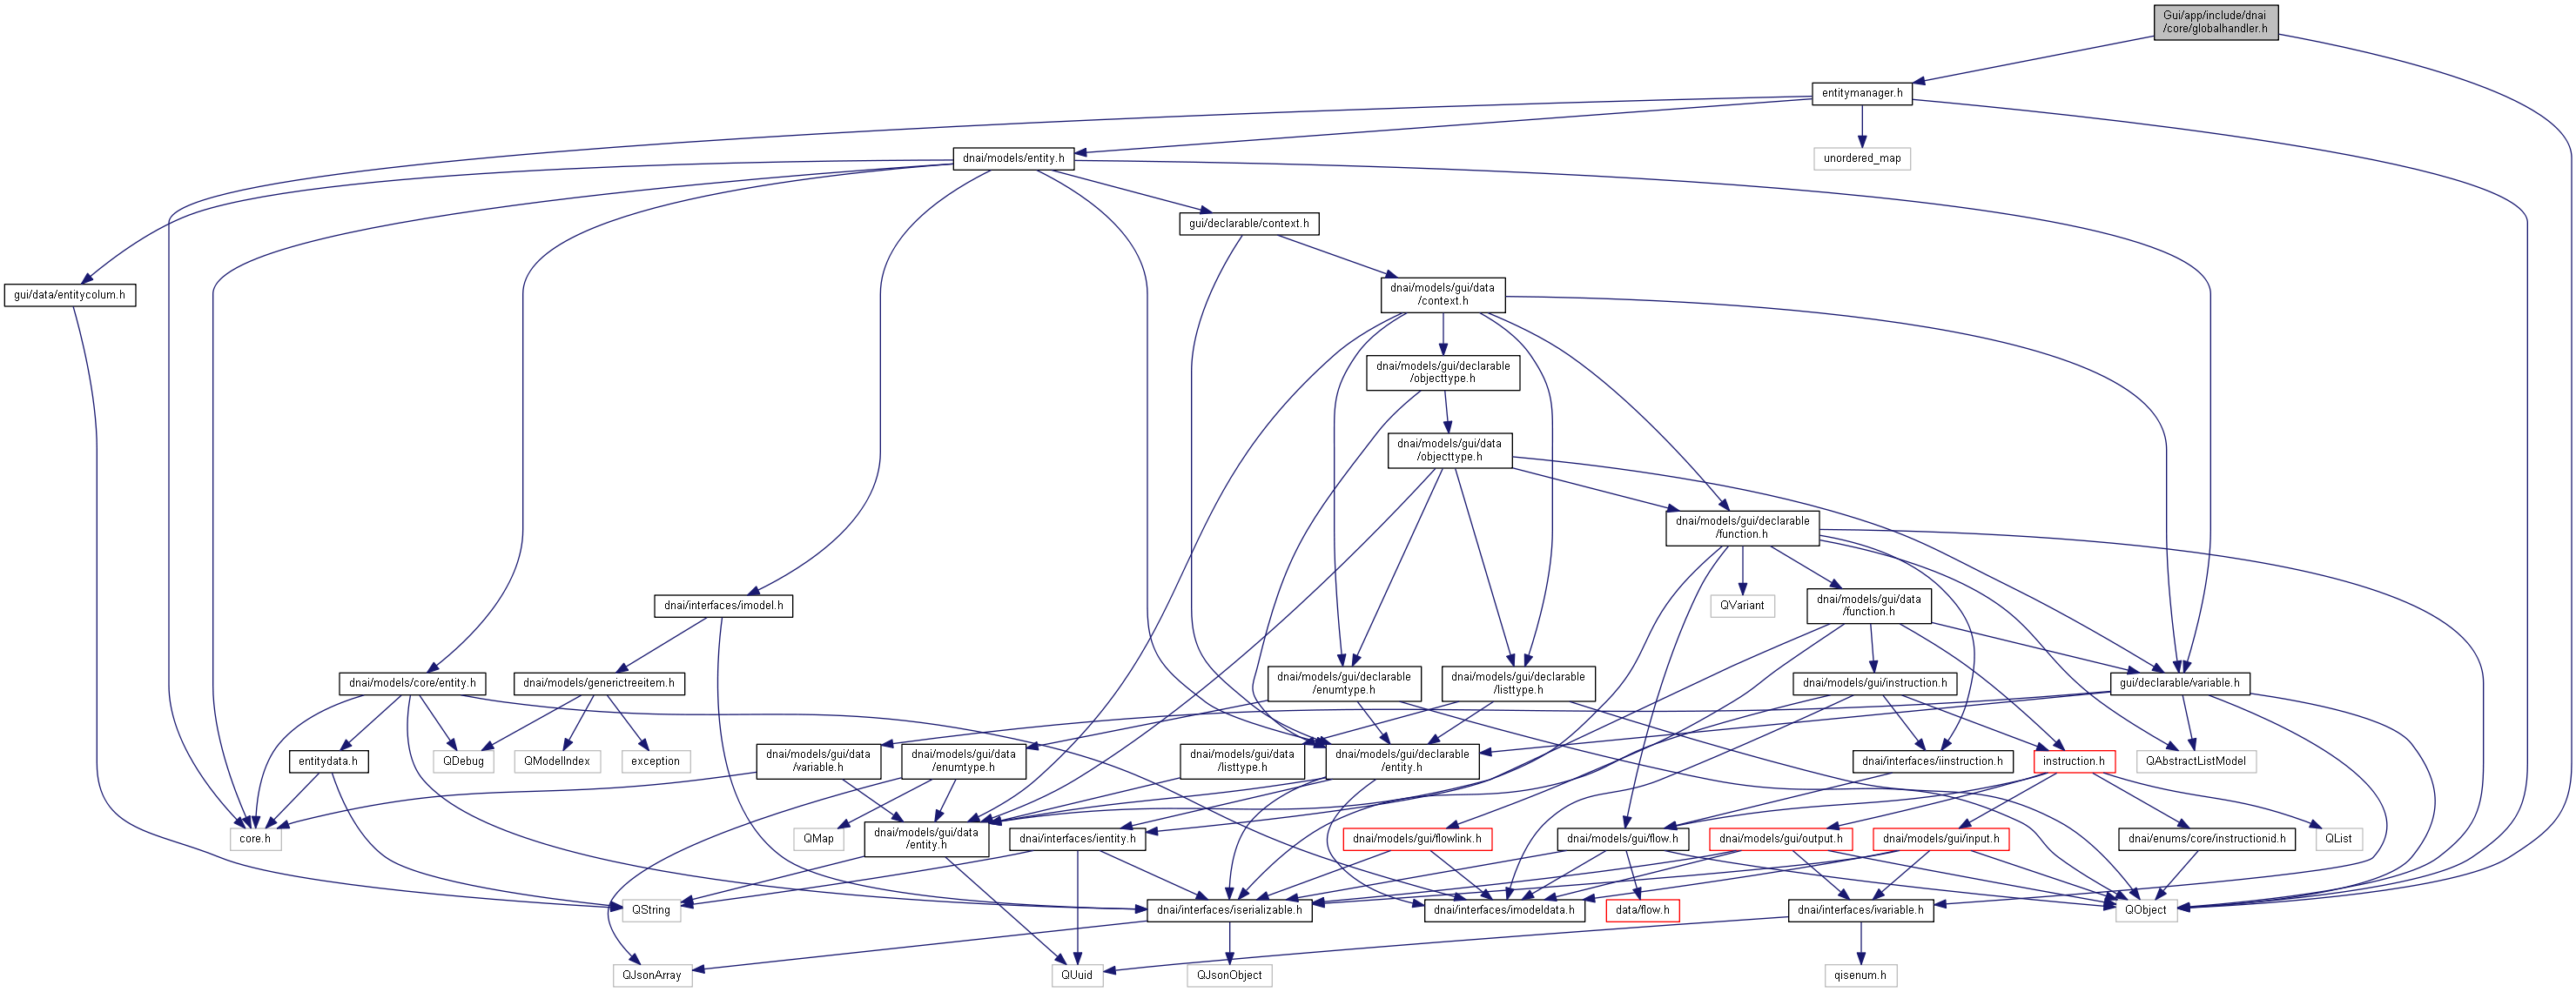 Gui/app/include/dnai
/core/globalhandler.h
entitymanager.h
dnai/models/entity.h
unordered_map
gui/declarable/context.h
gui/data/entitycolum.h
dnai/models/gui/data
/context.h
dnai/models/gui/declarable
/objecttype.h
dnai/models/gui/data
/objecttype.h
dnai/models/gui/declarable
/function.h
dnai/interfaces/imodel.h
QVariant
dnai/models/gui/data
/function.h
dnai/models/core/entity.h
dnai/models/generictreeitem.h
dnai/models/gui/declarable
/enumtype.h
dnai/models/gui/declarable
/listtype.h
dnai/models/gui/instruction.h
gui/declarable/variable.h
entitydata.h
QDebug
QModelIndex
exception
dnai/models/gui/data
/variable.h
dnai/models/gui/data
/enumtype.h
dnai/models/gui/data
/listtype.h
dnai/models/gui/declarable
/entity.h
dnai/interfaces/iinstruction.h
instruction.h
QAbstractListModel
core.h
QMap
dnai/models/gui/data
/entity.h
dnai/interfaces/ientity.h
dnai/models/gui/flowlink.h
dnai/models/gui/flow.h
dnai/models/gui/output.h
dnai/models/gui/input.h
dnai/enums/core/instructionid.h
QList
QString
dnai/interfaces/iserializable.h
dnai/interfaces/imodeldata.h
data/flow.h
dnai/interfaces/ivariable.h
QObject
QJsonArray
QUuid
QJsonObject
qisenum.h